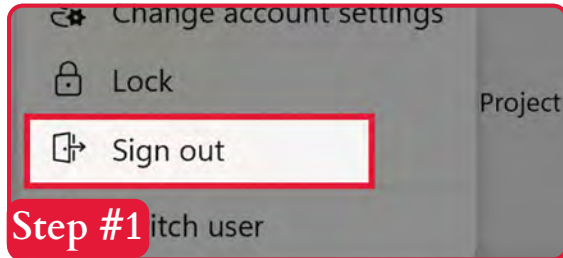 Change account settings
Lock
Project
Sign out
Step #1 itch user